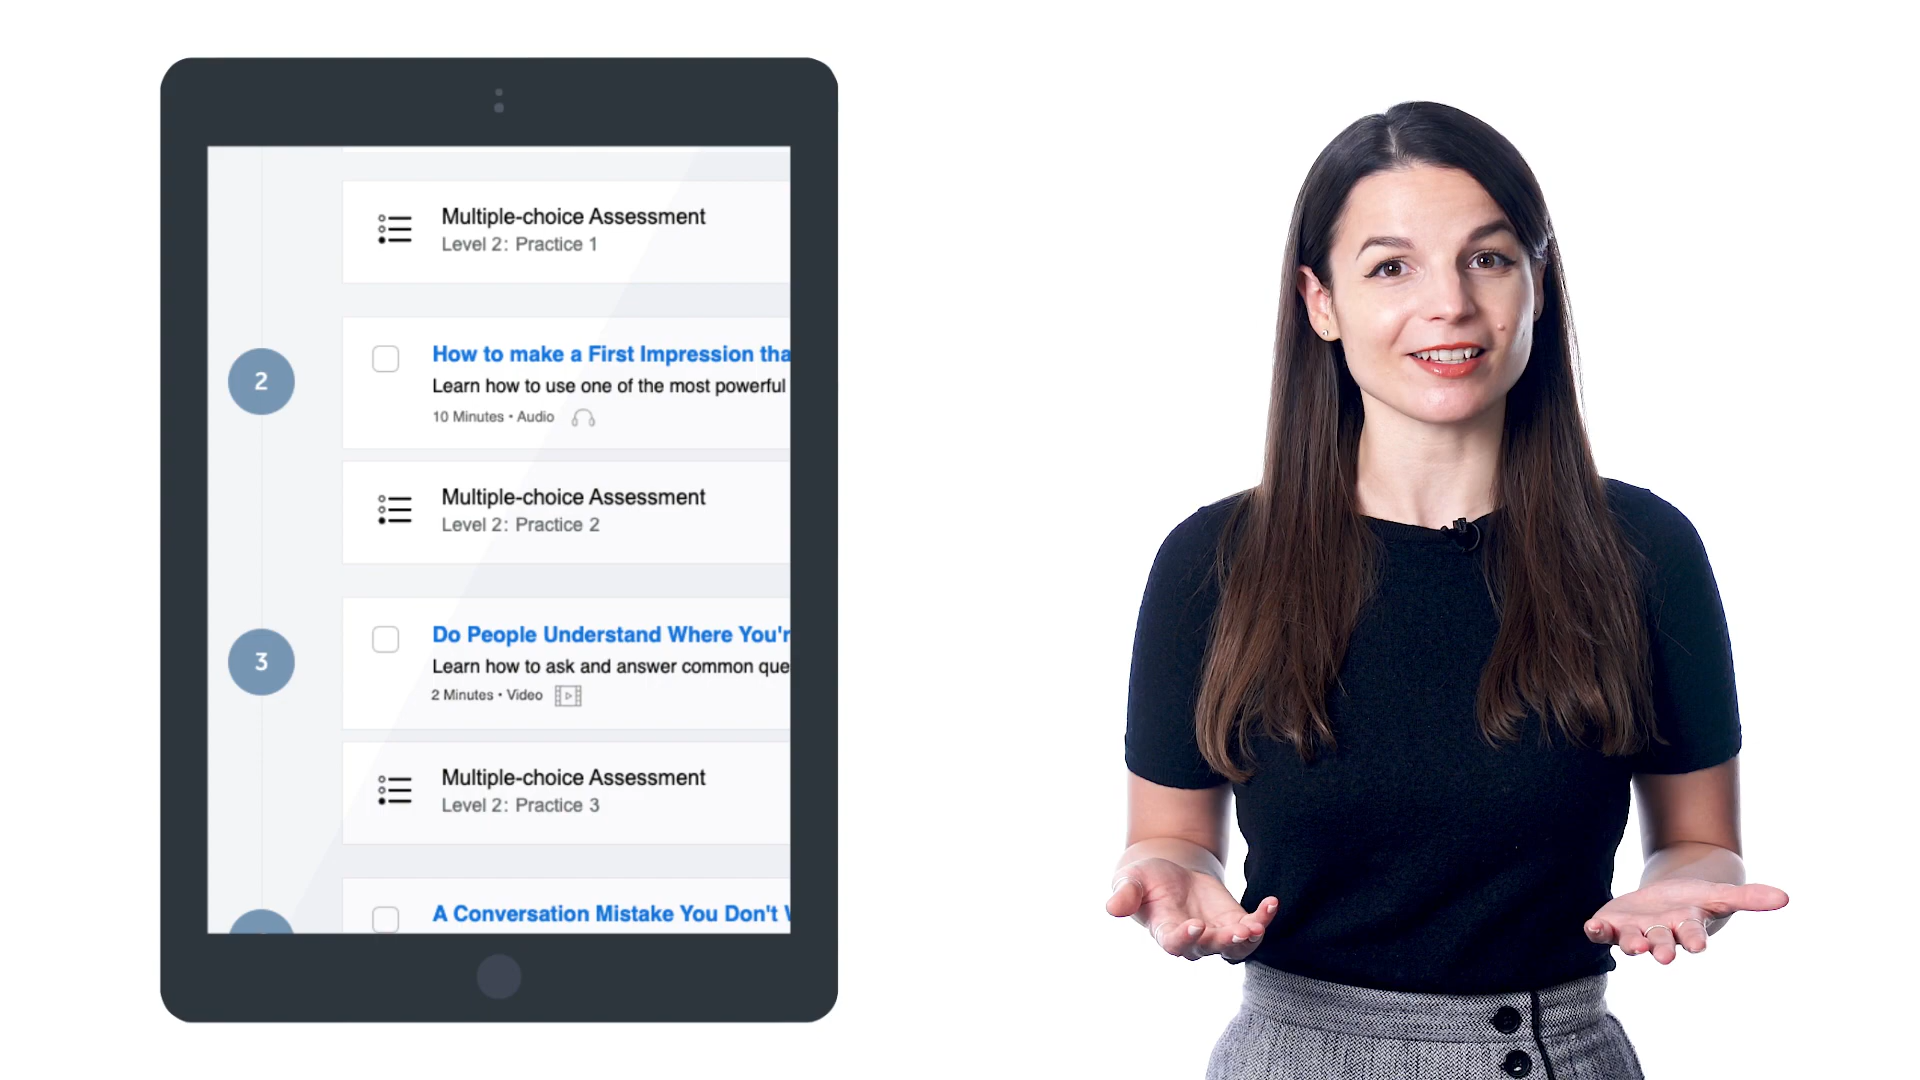 Multiple-choice Assessment
Level 2: Practice 1
2
How to make a First Impression tha
Learn how to use one of the most powerful
10 Minutes • Audio
Multiple-choice Assessment
Level 2: Practice 2
3
Do People Understand Where You'r
Learn how to ask and answer common que
2 Minutes • Video
Multiple-choice Assessment
Level 2: Practice 3
A Conversation Mistake You Don't